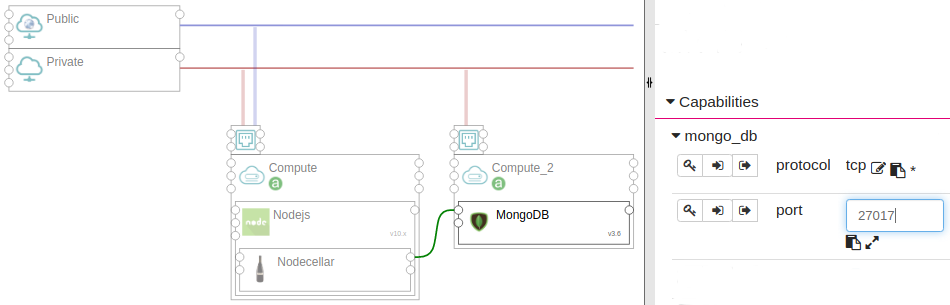 Public
Private
Compute
a
node
Nodejs
v10.x
Nodecellar
Compute_2
a
MongoDB
v3.6
Capabilities
mongo_db
protocol tcp *
port 27017